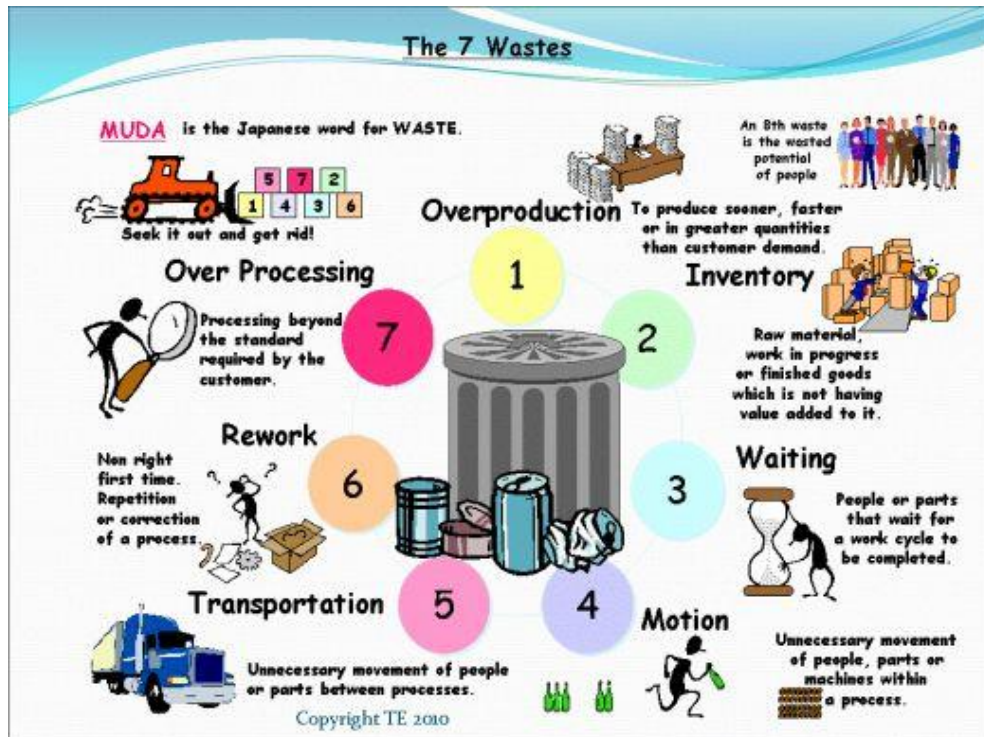 The 7 Wastes
MUDA is the Japanese word for WASTE.
5 7 2
1 4 3 6
Seek it out and get rid!
An 8th waste
is the wasted
potential
of people
Overproduction
To produce sooner, faster
or in greater quantities
than customer demand.
1
Inventory
2
Raw material,
work in progress
or finished goods
which is not having
value added to it.
Waiting
3
People or parts
that wait for
a work cycle to
be completed.
Motion
4
Unnecessary movement
of people, parts or
machines within
a process.
Transportation
5
Unnecessary movement of people
or parts between processes.
Rework
6
Non right
first time.
Repetition
or correction
of a process.
Over Processing
7
Processing beyond
the standard
required by the
customer.
Copyright TE 2010